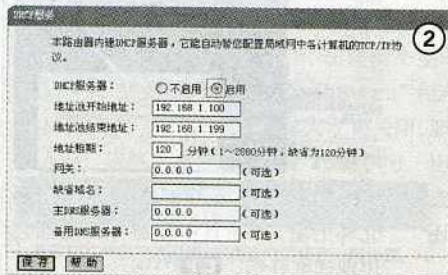 DHCP服务
②
本路由器内建DHCP服务器，它能自动替您配置局域网中各计算机的TCP/IP协
议。
DHCP服务器： 不启用 启用
地址池开始地址： 192.168.1.100
地址池结束地址： 192.168.1.199
地址租期： 120 分钟（1～2880分钟，缺省为120分钟）
网关： 0.0.0.0 （可选）
缺省域名： （可选）
主DNS服务器： 0.0.0.0 （可选）
备用DNS服务器： 0.0.0.0 （可选）
保存 帮助